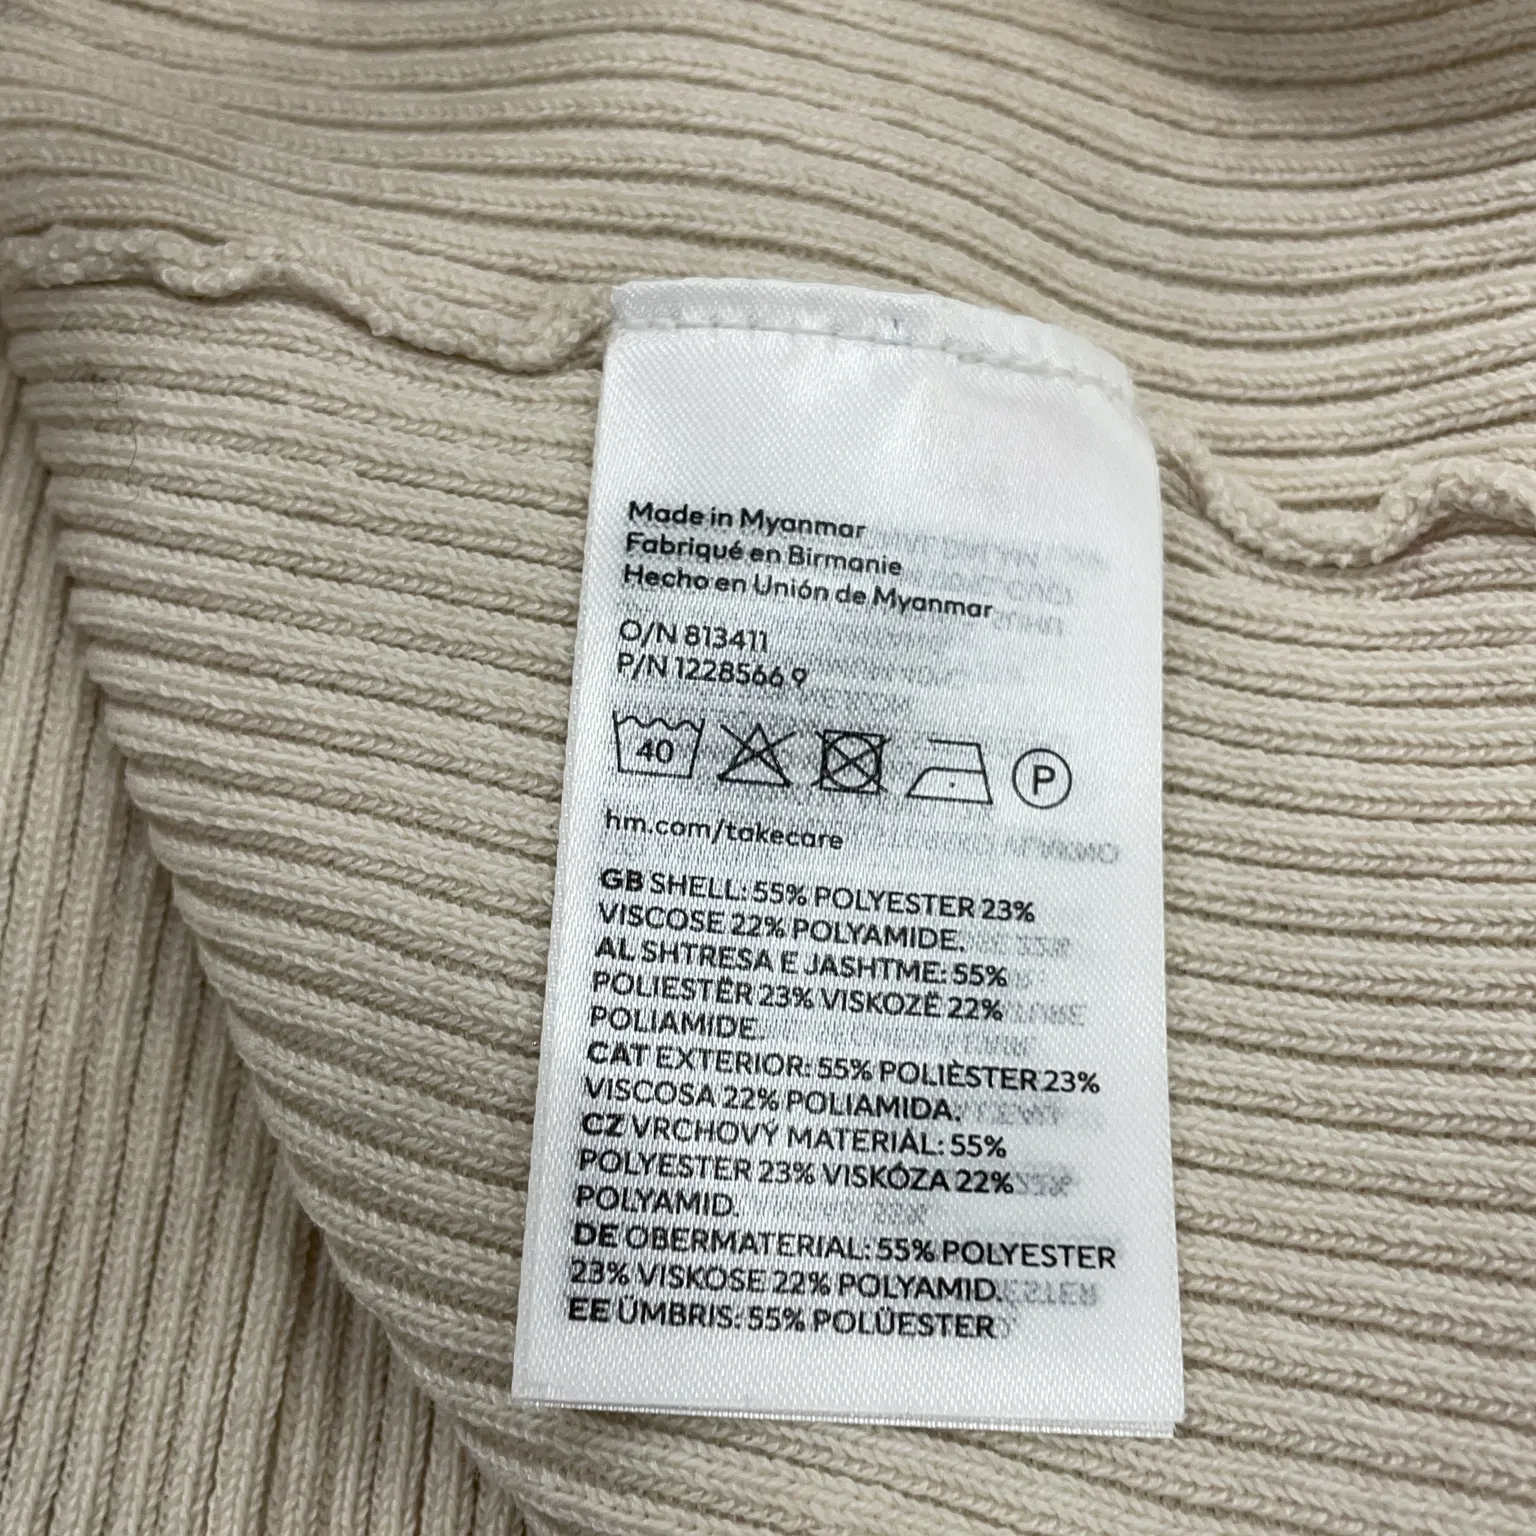 Made in Myanmar
Fabriqué en Birmanie
Hecho en Unión de Myanmar
O/N 813411
P/N 1228566 9
40 P
hm.com/takecare
GB SHELL: 55% POLYESTER 23%
VISCOSE 22% POLYAMIDE.
AL SHTRESA E JASHTME: 55%
POLIESTËR 23% VISKOZË 22%
POLIAMIDE.
CAT EXTERIOR: 55% POLIÈSTER 23%
VISCOSA 22% POLIAMIDA.
CZ VRCHOVÝ MATERIÁL: 55%
POLYESTER 23% VISKÓZA 22%
POLYAMID.
DE OBERMATERIAL: 55% POLYESTER
23% VISKOSE 22% POLYAMID.
EE ÜMBRIS: 55% POLÜESTER